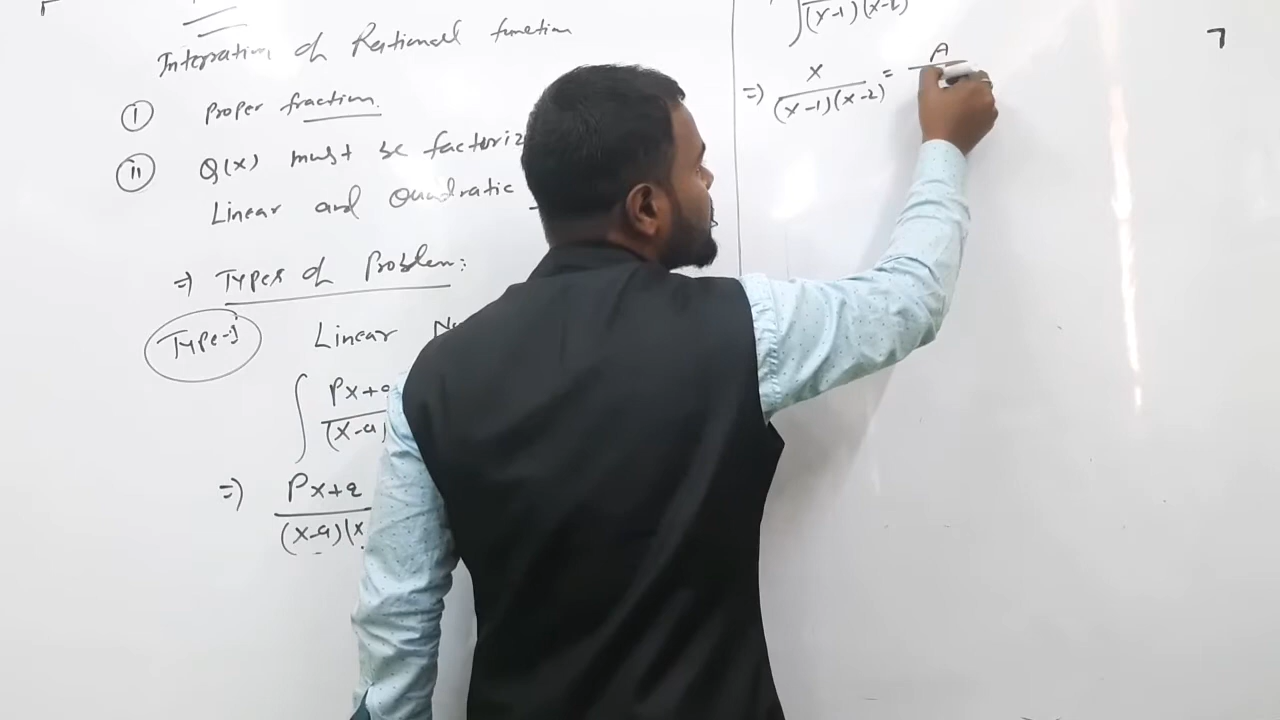 Integration of Rational function
(i) Proper fraction.
(ii) Q(x) must be factoriz
Linear and Quadratic
=) Types of Problem:
Type-1 Linear N
∫ Px+q / (x-a)
=) Px+q / (x-a)(x
∫ / (x-1)(x-2)
=) x / (x-1)(x-2) = A /